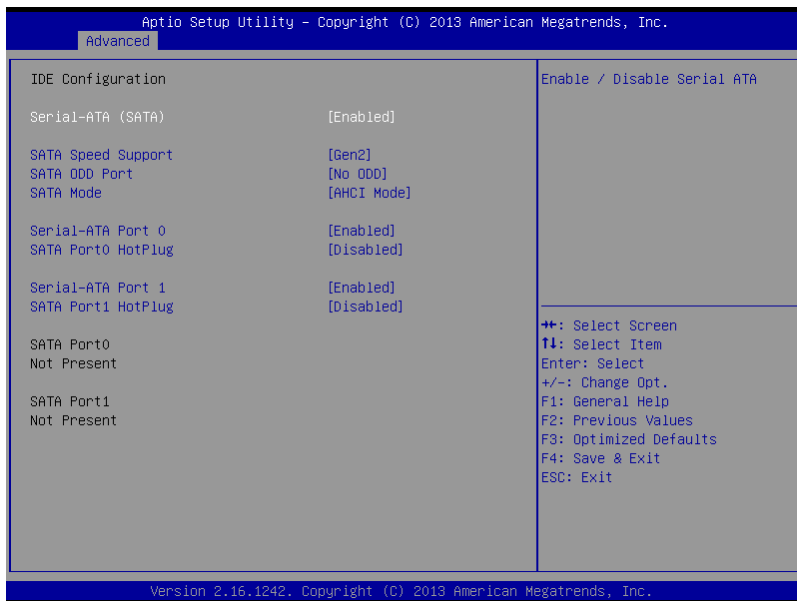 Aptio Setup Utility – Copyright (C) 2013 American Megatrends, Inc.
Advanced
IDE Configuration
Serial-ATA (SATA) [Enabled]
SATA Speed Support [Gen2]
SATA ODD Port [No ODD]
SATA Mode [AHCI Mode]
Serial-ATA Port 0 [Enabled]
SATA Port0 HotPlug [Disabled]
Serial-ATA Port 1 [Enabled]
SATA Port1 HotPlug [Disabled]
SATA Port0
Not Present
SATA Port1
Not Present
Enable / Disable Serial ATA
→←: Select Screen
↑↓: Select Item
Enter: Select
+/-: Change Opt.
F1: General Help
F2: Previous Values
F3: Optimized Defaults
F4: Save & Exit
ESC: Exit
Version 2.16.1242. Copyright (C) 2013 American Megatrends, Inc.